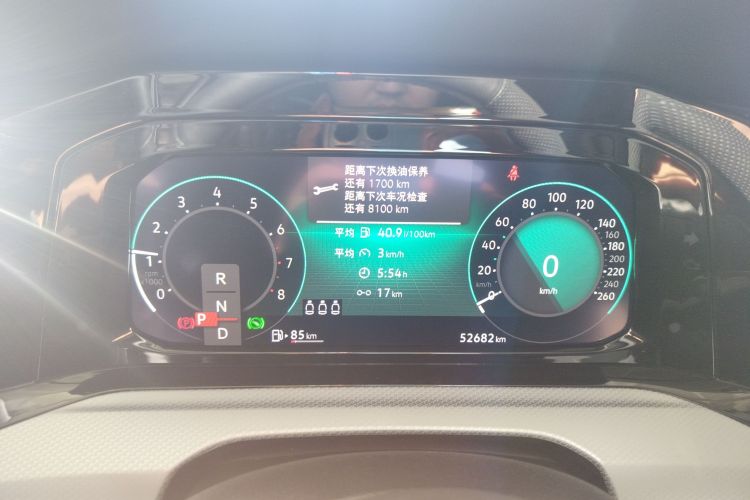 距离下次换油保养
还有 1700 km
距离下次车况检查
还有 8100 km
平均 40.9 l/100km
平均 3 km/h
5:54 h
17 km
0 1 2 3 4 5 6 7 8
rpm
/1000
R
N
P
D
(P)
85 km
0 20 40 60 80 100 120 140 160 180 200 220 260
km/h
0
km/h
52682 km